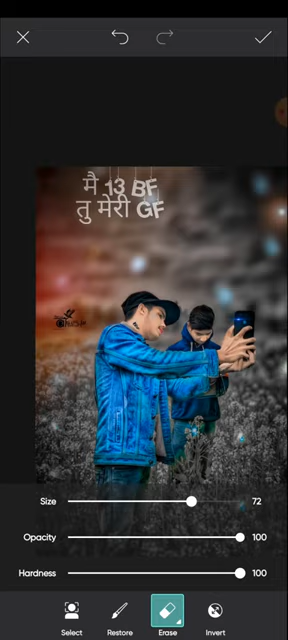 मै 13 BF
तु मेरी GF
Size 72
Opacity 100
Hardness 100
Select Restore Erase Invert